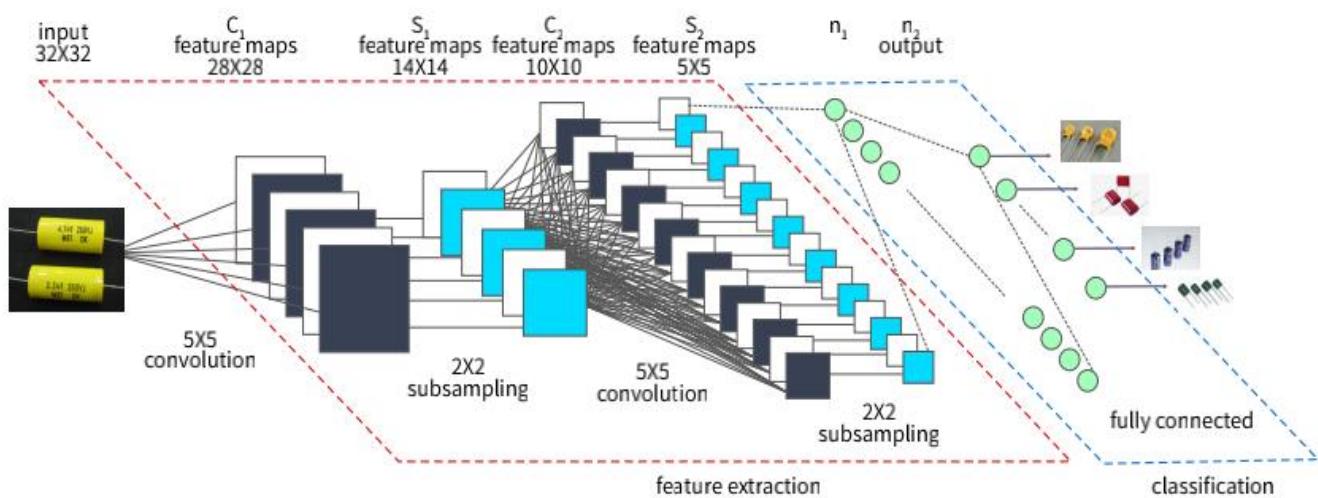 input
32X32
C₁
feature maps
28X28
S₁
feature maps
14X14
C₂
feature maps
10X10
S₂
feature maps
5X5
n₁
n₂
output
5X5
convolution
2X2
subsampling
5X5
convolution
2X2
subsampling
fully connected
feature extraction
classification